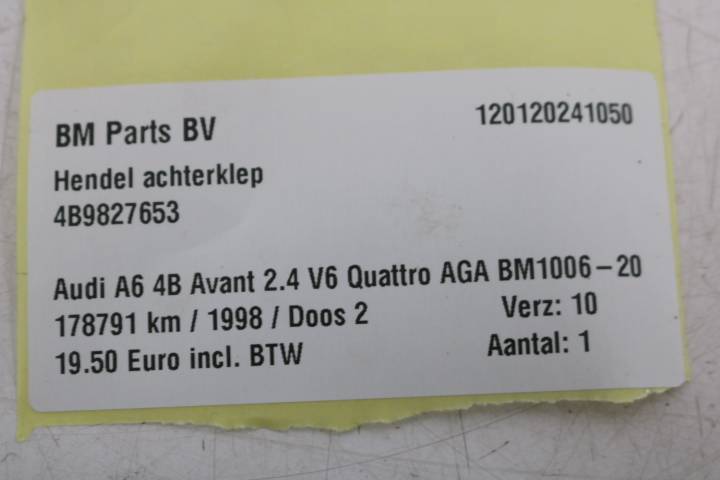 BM Parts BV 120120241050
Hendel achterklep
4B9827653
Audi A6 4B Avant 2.4 V6 Quattro AGA BM1006-20
178791 km / 1998 / Doos 2 Verz: 10
19.50 Euro incl. BTW Aantal: 1